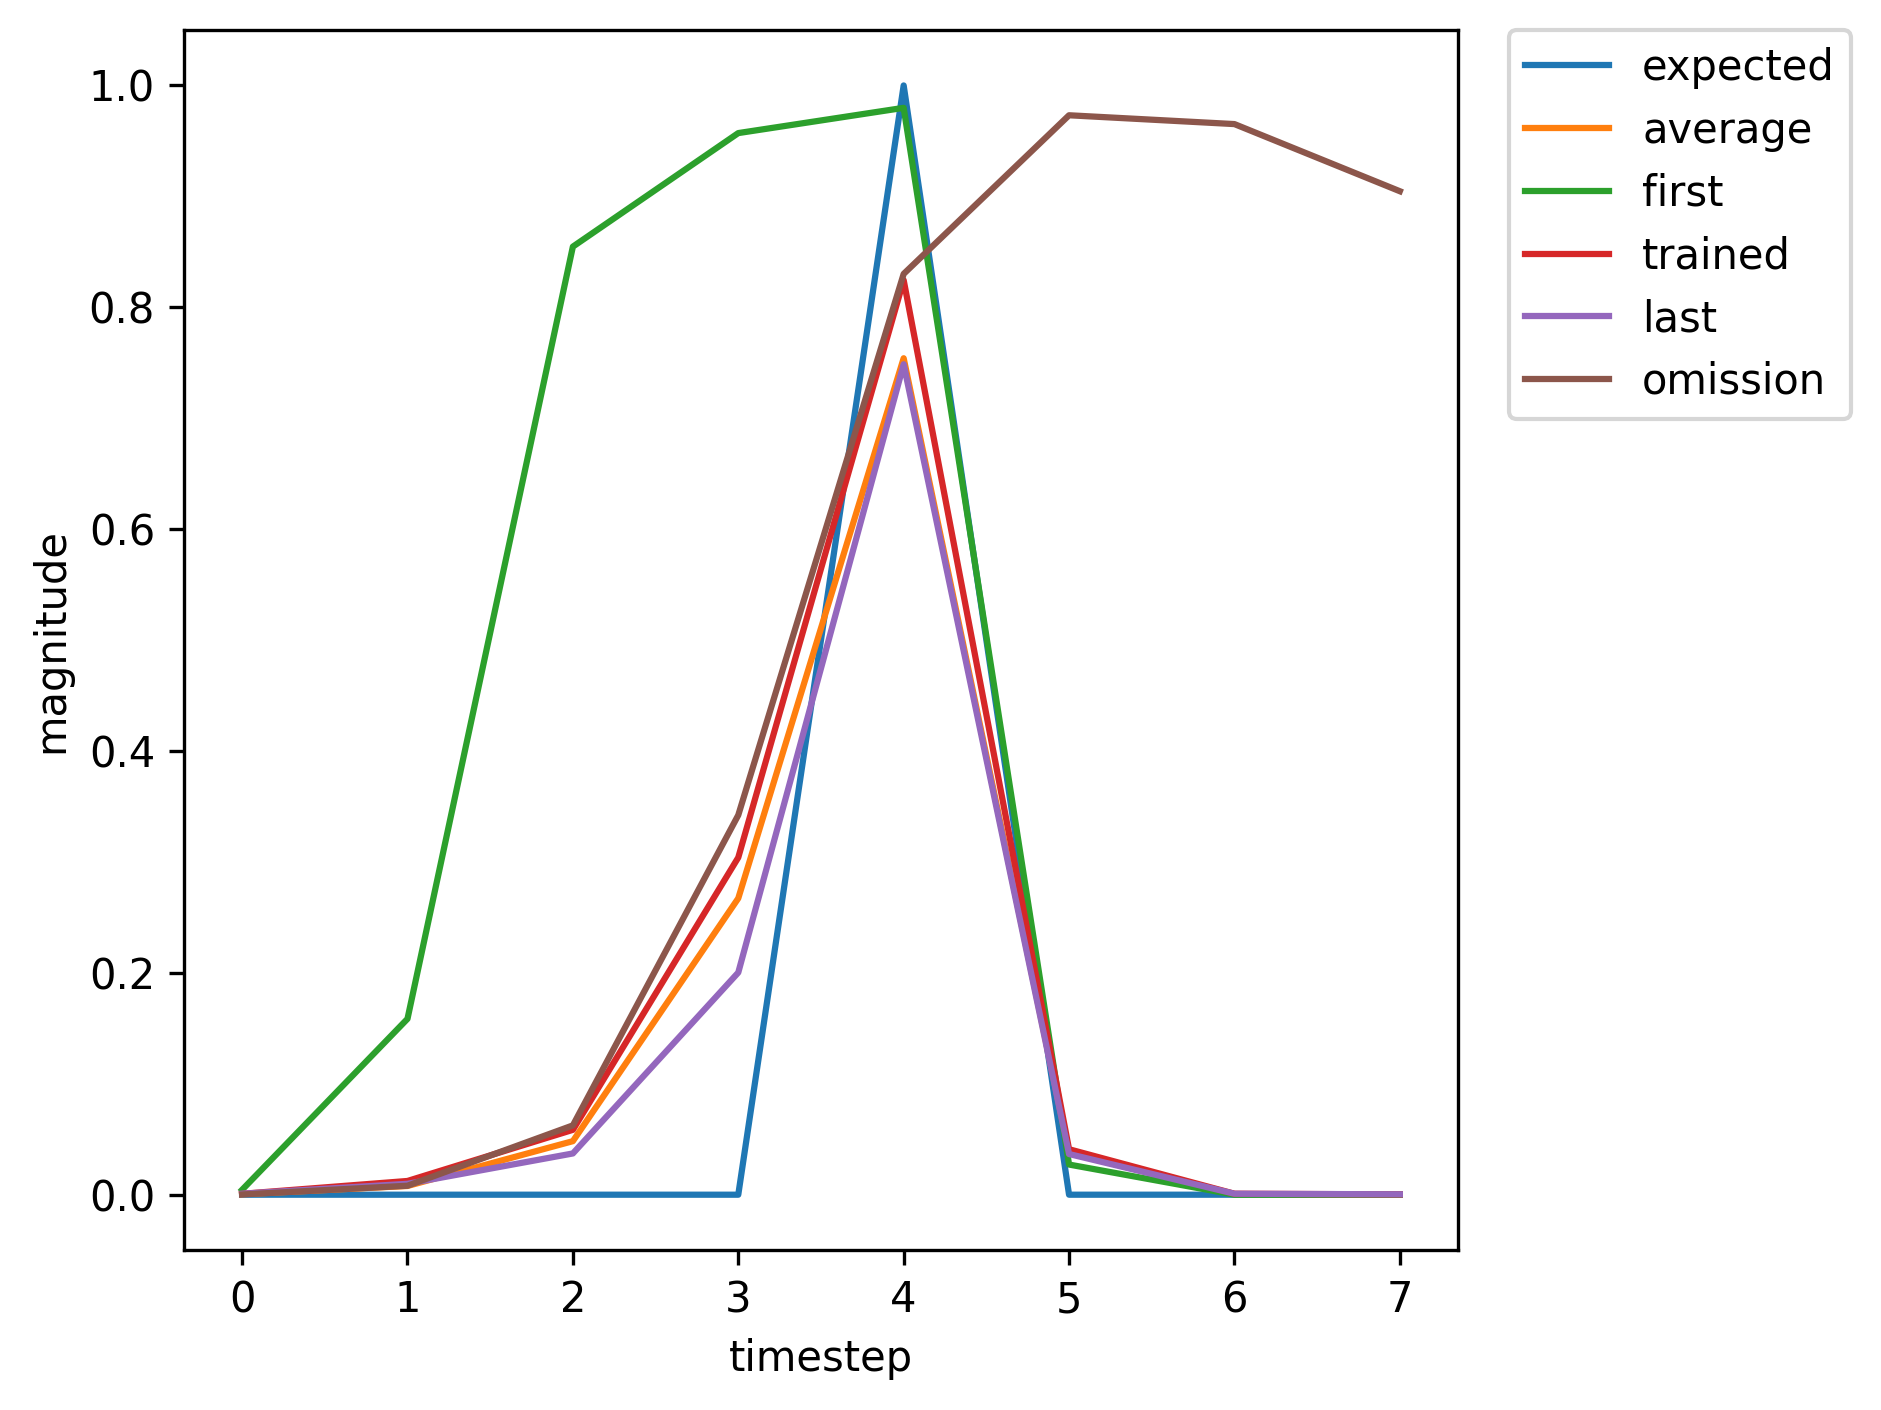 1.0
0.8
0.6
0.4
0.2
0.0
magnitude
0 1 2 3 4 5 6 7
timestep
expected
average
first
trained
last
omission